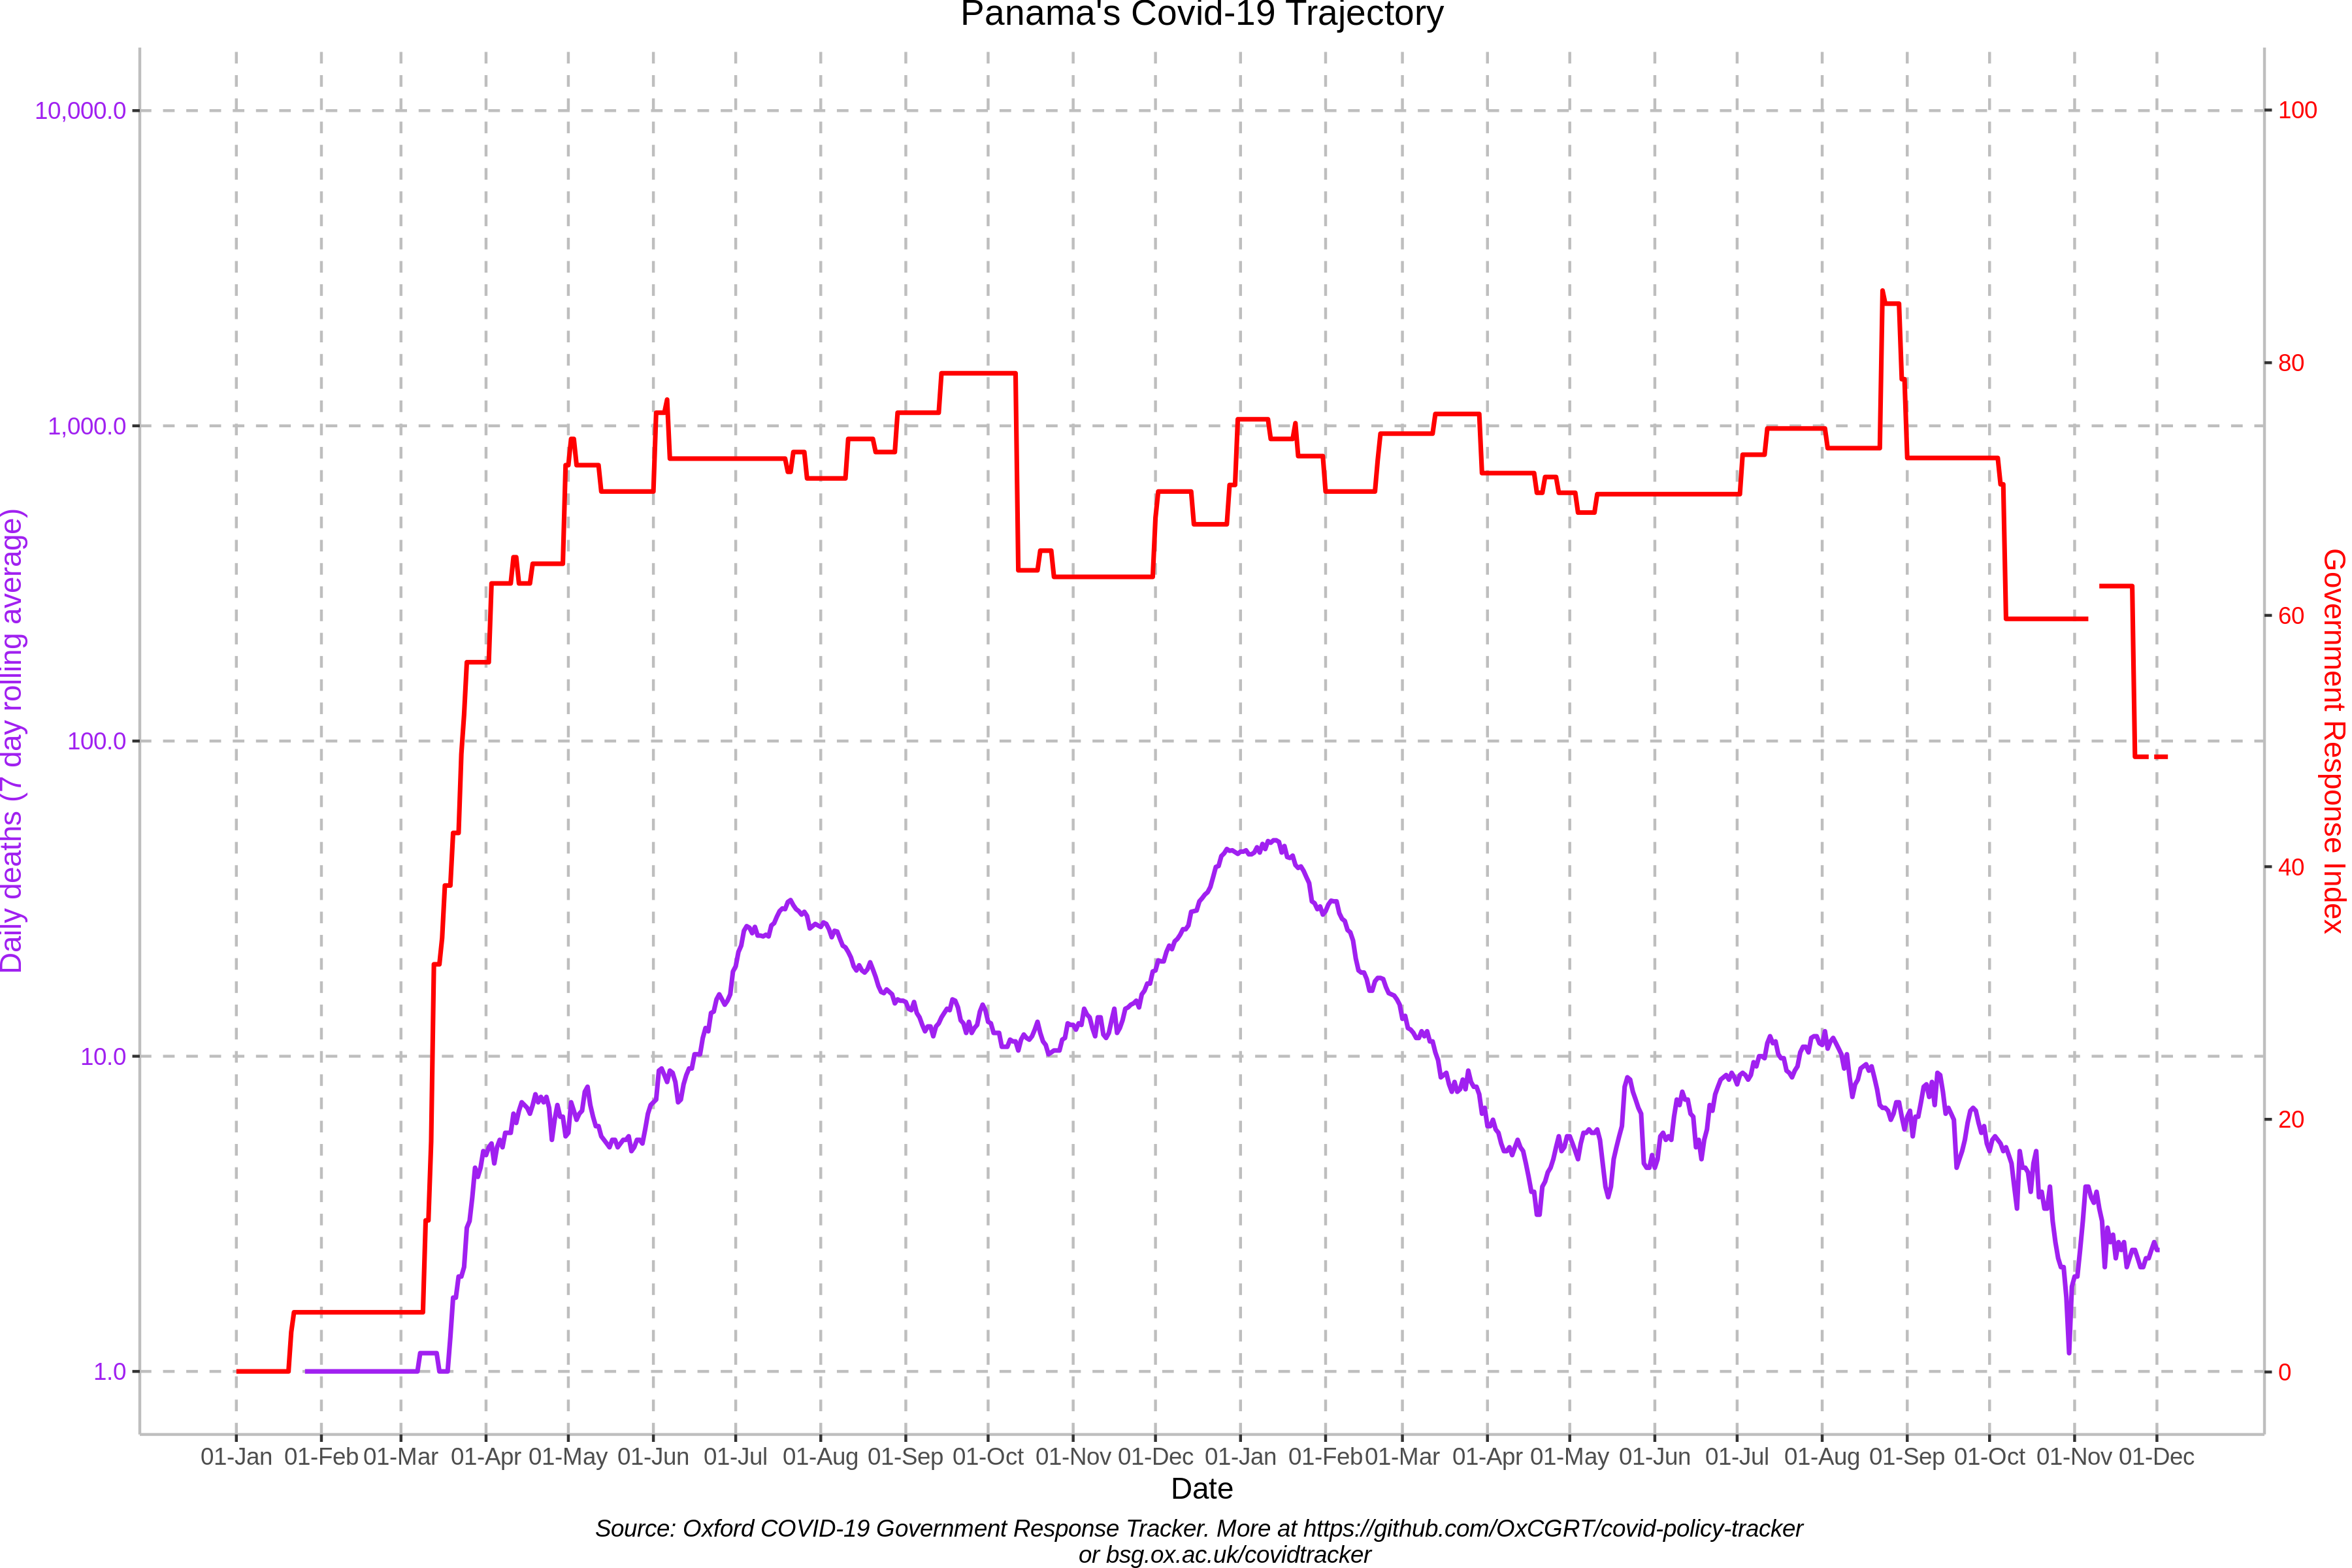 Panama's Covid-19 Trajectory
10,000.0
1,000.0
100.0
10.0
1.0
Daily deaths (7 day rolling average)
100
80
60
40
20
0
Government Response Index
01-Jan 01-Feb 01-Mar 01-Apr 01-May 01-Jun 01-Jul 01-Aug 01-Sep 01-Oct 01-Nov 01-Dec 01-Jan 01-Feb 01-Mar 01-Apr 01-May 01-Jun 01-Jul 01-Aug 01-Sep 01-Oct 01-Nov 01-Dec
Date
Source: Oxford COVID-19 Government Response Tracker. More at https://github.com/OxCGRT/covid-policy-tracker
or bsg.ox.ac.uk/covidtracker